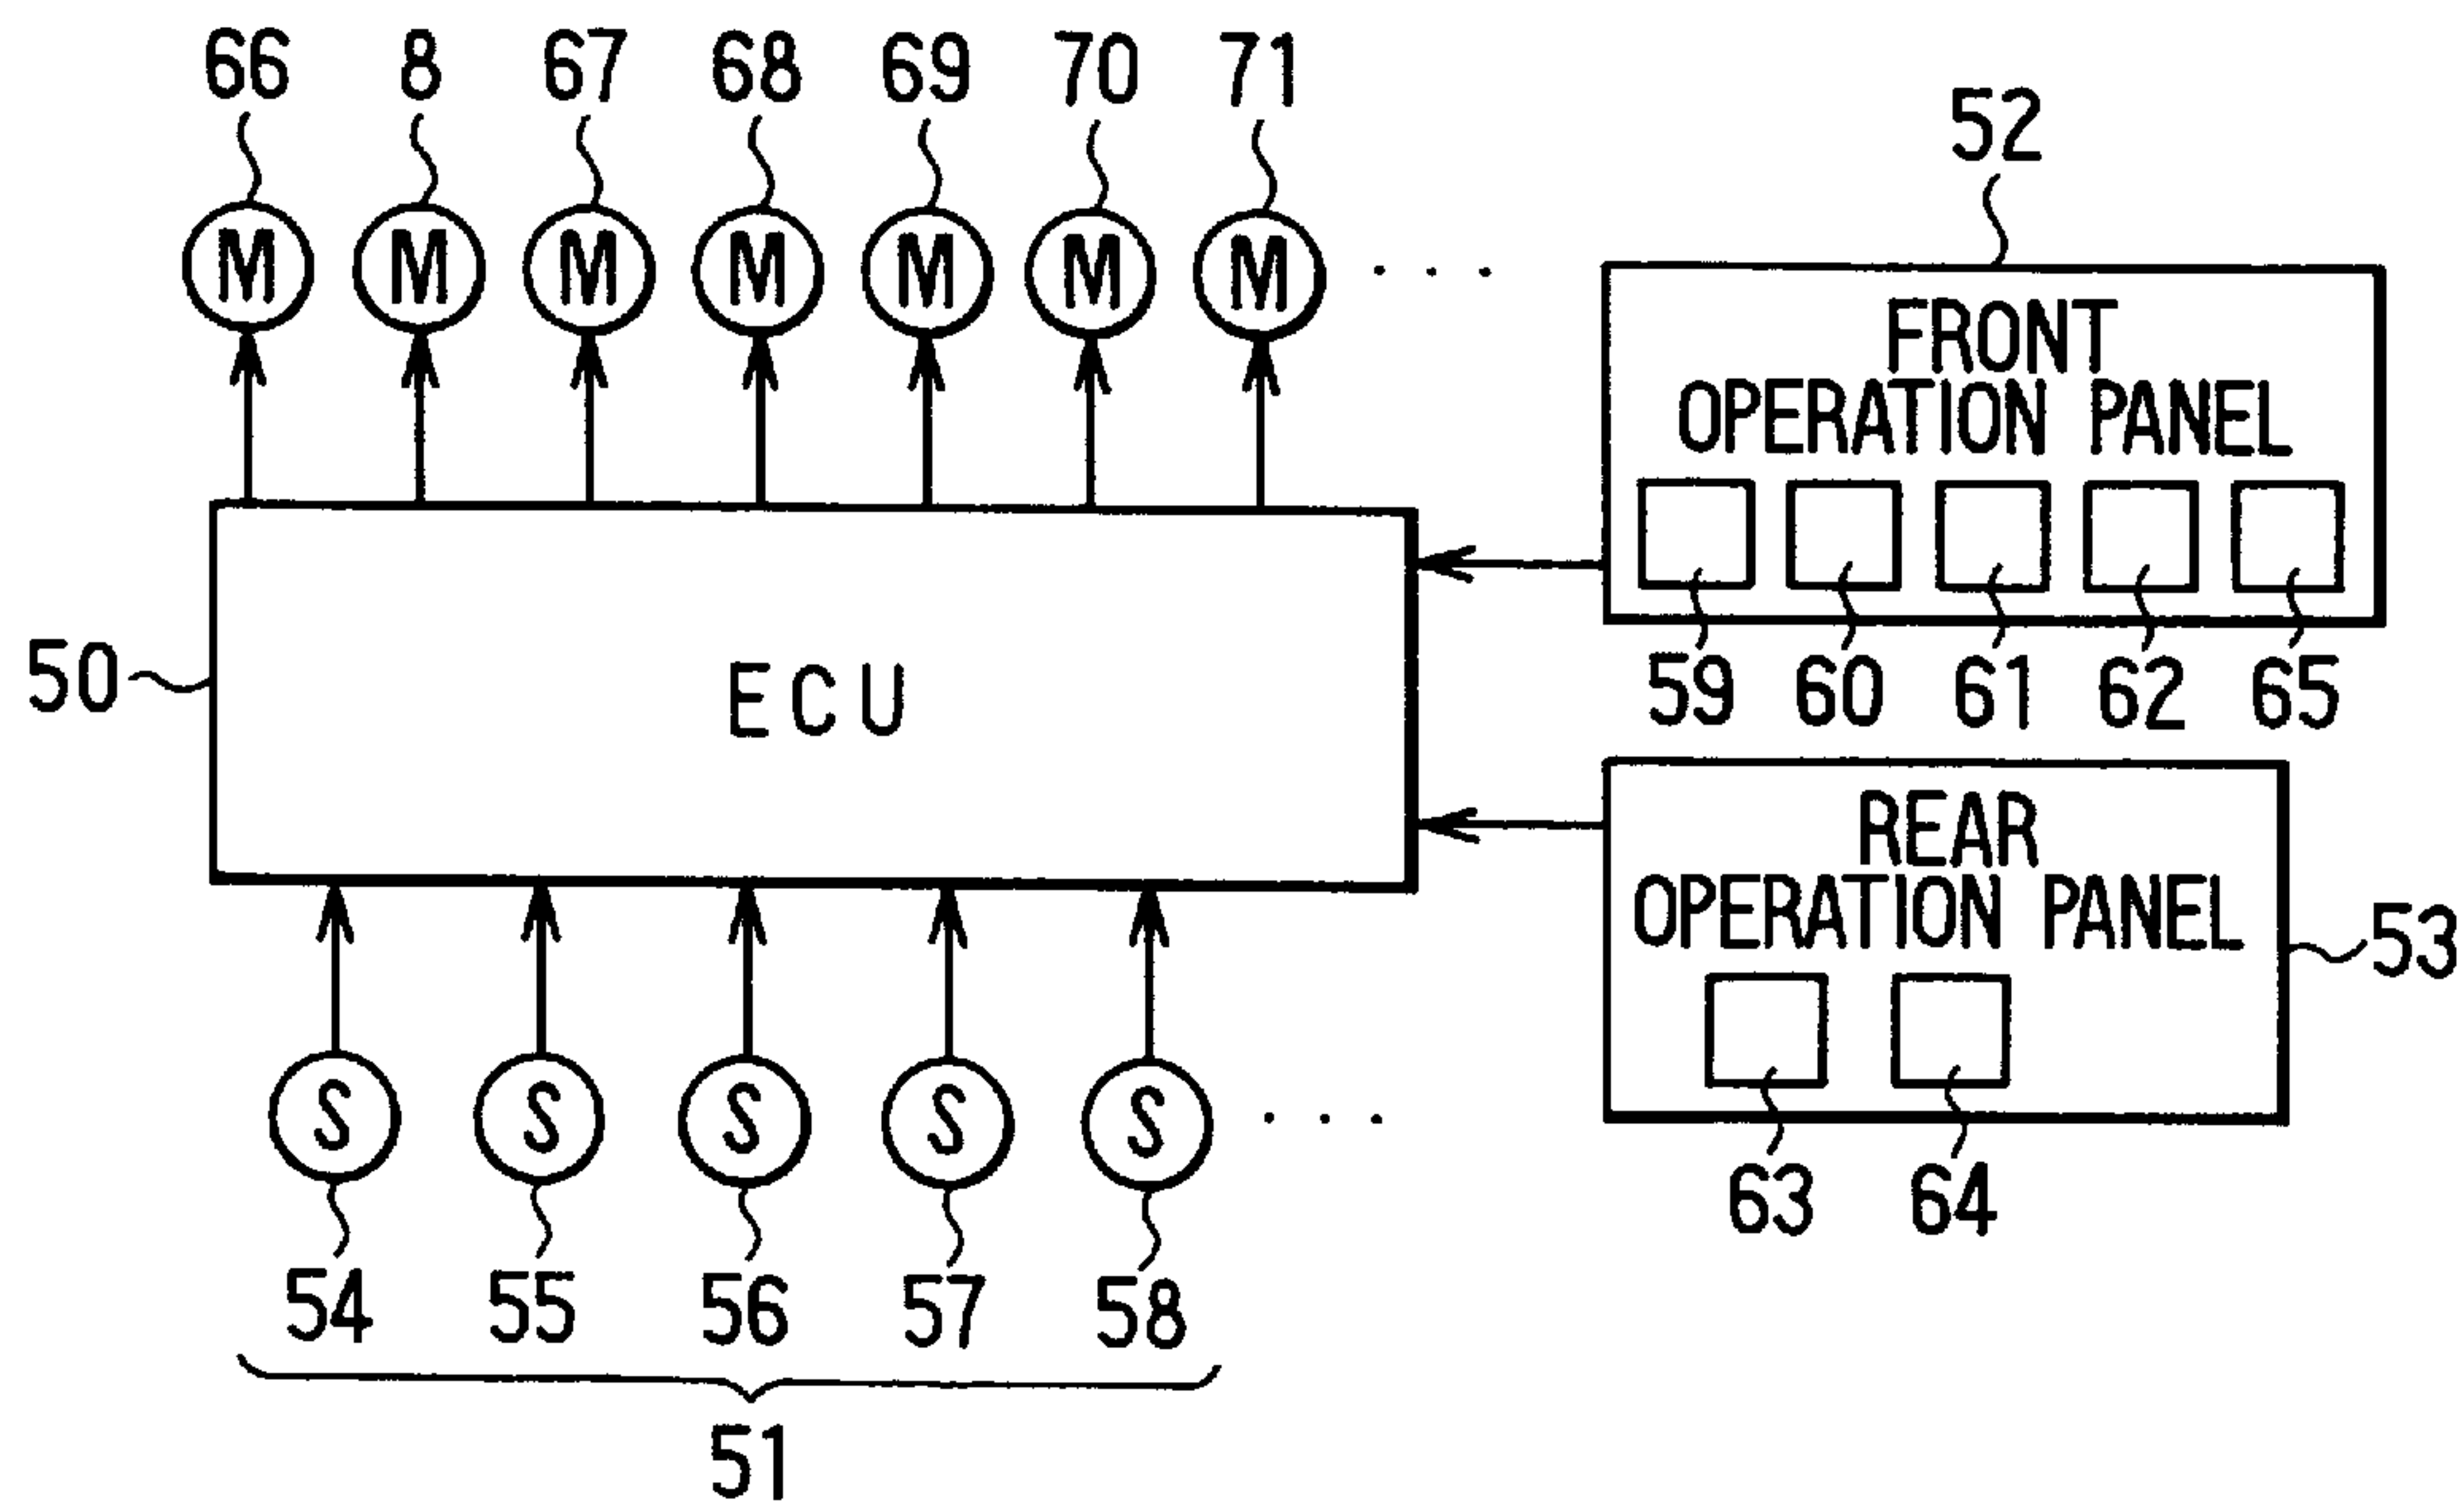 66 8 67 68 69 70 71
52
M M M M M M M . . .
FRONT
OPERATION PANEL
50
ECU
59 60 61 62 65
REAR
OPERATION PANEL
53
S S S S S . . .
63 64
54 55 56 57 58
51